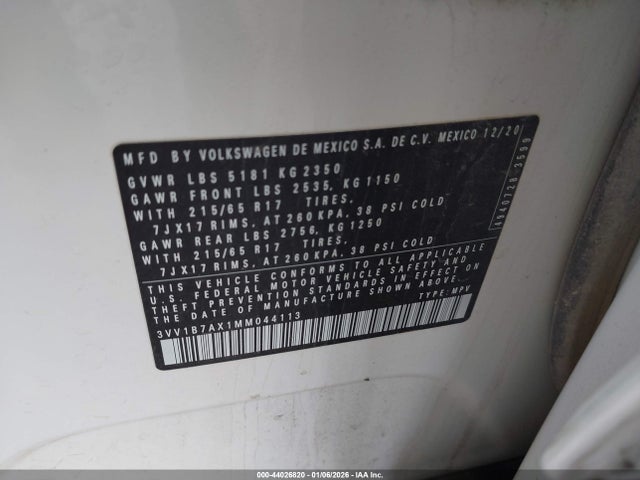 MFD BY VOLKSWAGEN DE MEXICO S.A. DE C.V. MEXICO 12/20
GVWR LBS 5181 KG 2350
GAWR FRONT LBS 2535, KG 1150
WITH 215/65 R17 TIRES,
7JX17 RIMS, AT 260 KPA, 38 PSI COLD
GAWR REAR LBS 2756, KG 1250
WITH 215/65 R17 TIRES,
7JX17 RIMS, AT 260 KPA, 38 PSI COLD
THIS VEHICLE CONFORMS TO ALL APPLICABLE
U.S. FEDERAL MOTOR VEHICLE SAFETY AND
THEFT PREVENTION STANDARDS IN EFFECT ON
THE DATE OF MANUFACTURE SHOWN ABOVE.
3VV1B7AX1MM044113 TYPE: MPV
000-44026820 - 01/06/2026 - © IAA Inc.